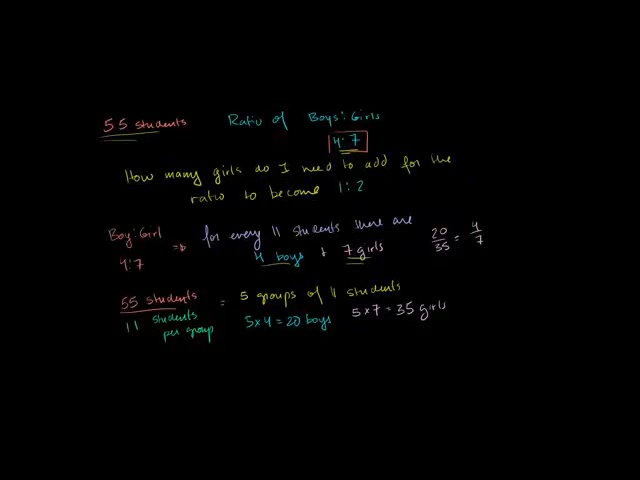 55 students Ratio of Boys:Girls
4:7
How many girls do I need to add for the
ratio to become 1:2
Boy:Girl => for every 11 students there are
4:7 4 boys + 7 girls 20/35 = 4/7
55 students = 5 groups of 11 students
11 students per group 5x4=20 boys 5x7=35 girls